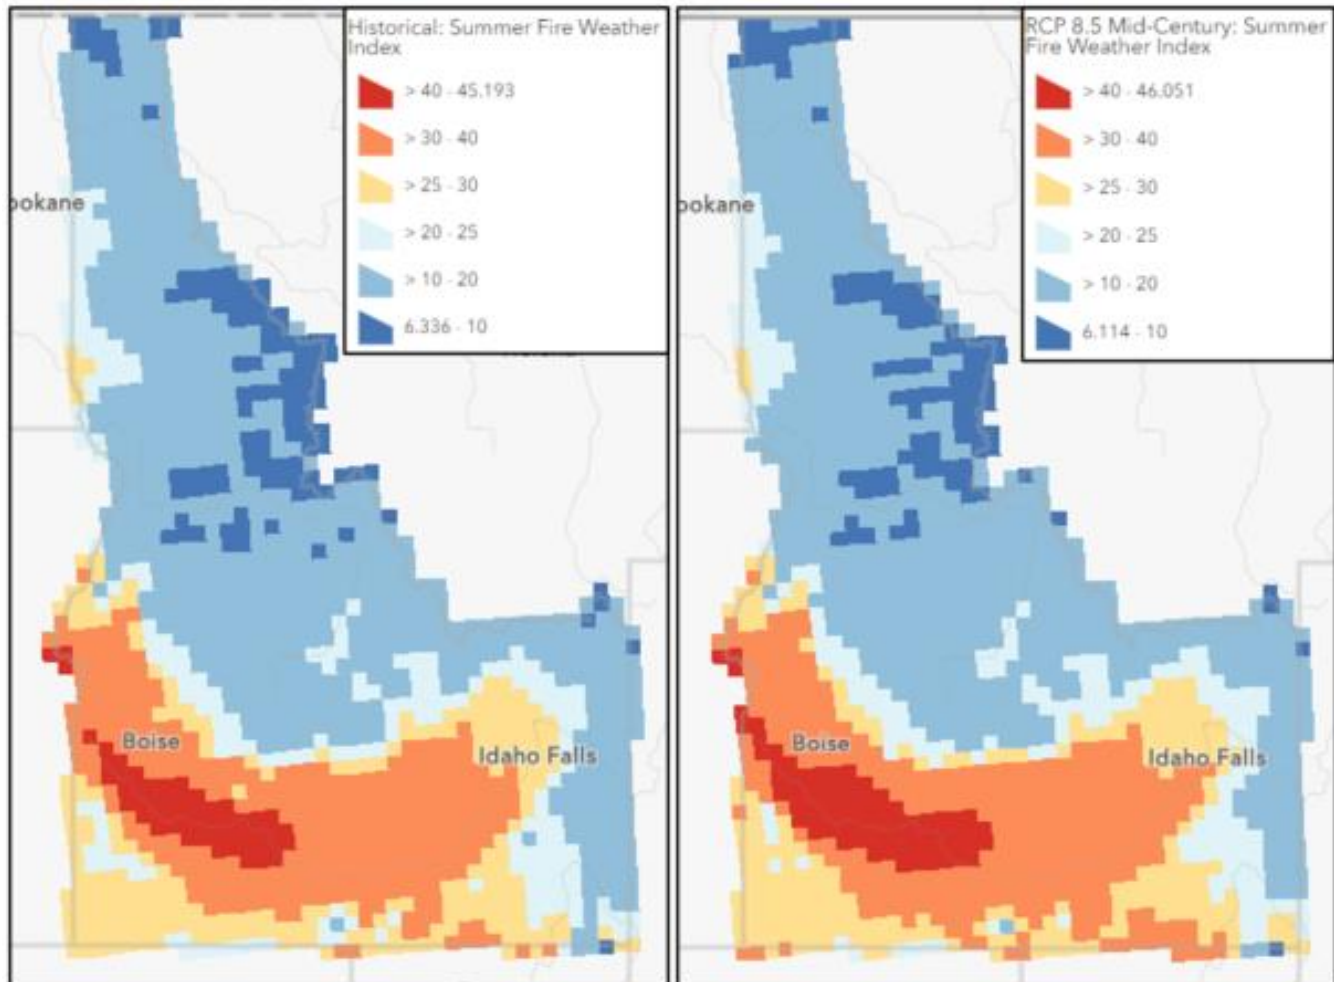 Historical: Summer Fire Weather
Index
> 40 - 45.193
> 30 - 40
> 25 - 30
> 20 - 25
> 10 - 20
6.336 - 10
pokane
Boise
Idaho Falls
RCP 8.5 Mid-Century: Summer
Fire Weather Index
> 40 - 46.051
> 30 - 40
> 25 - 30
> 20 - 25
> 10 - 20
6.114 - 10
pokane
Boise
Idaho Falls